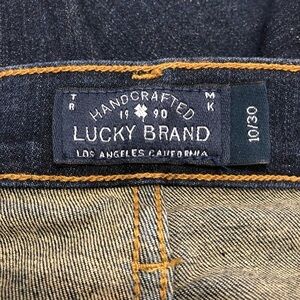 TR MK
HANDCRAFTED
19 90
LUCKY BRAND
LOS ANGELES CALIFORNIA
10/30